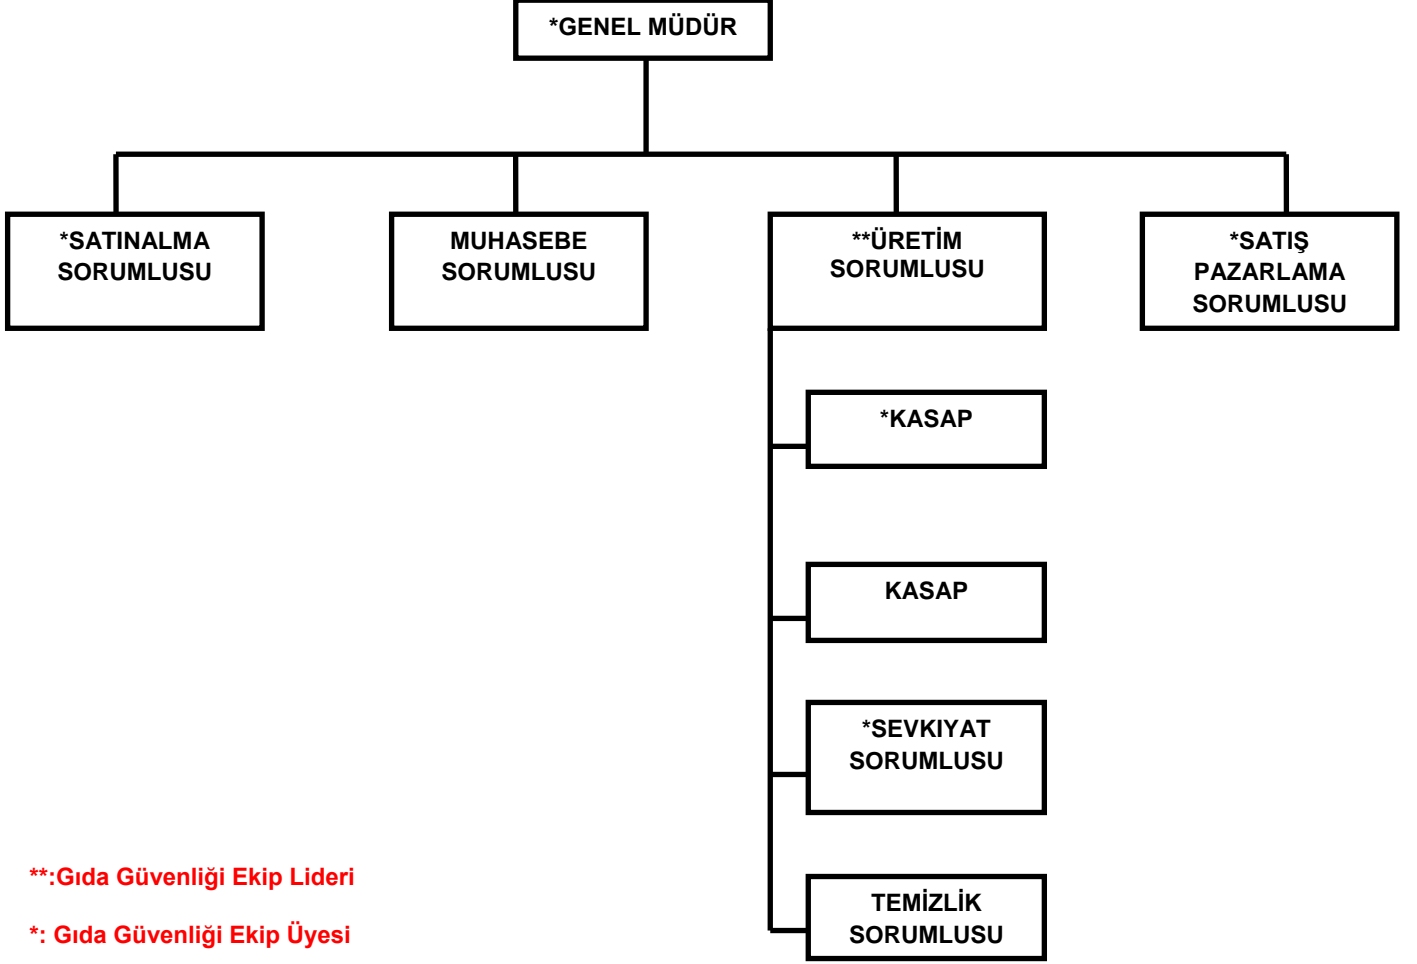 *GENEL MÜDÜR
*SATINALMA
SORUMLUSU
MUHASEBE
SORUMLUSU
**ÜRETİM
SORUMLUSU
*SATIŞ
PAZARLAMA
SORUMLUSU
*KASAP
KASAP
*SEVKIYAT
SORUMLUSU
TEMİZLİK
SORUMLUSU
**:Gıda Güvenliği Ekip Lideri
*: Gıda Güvenliği Ekip Üyesi